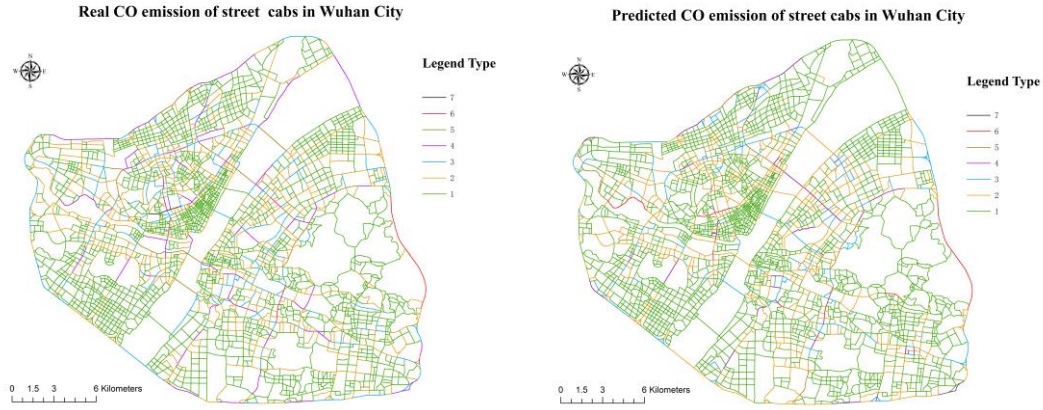 Real CO emission of street cabs in Wuhan City
N
W E
S
Legend Type
7
6
5
4
3
2
1
0 1.5 3 6 Kilometers
Predicted CO emission of street cabs in Wuhan City
N
W E
S
Legend Type
7
6
5
4
3
2
1
0 1.5 3 6 Kilometers